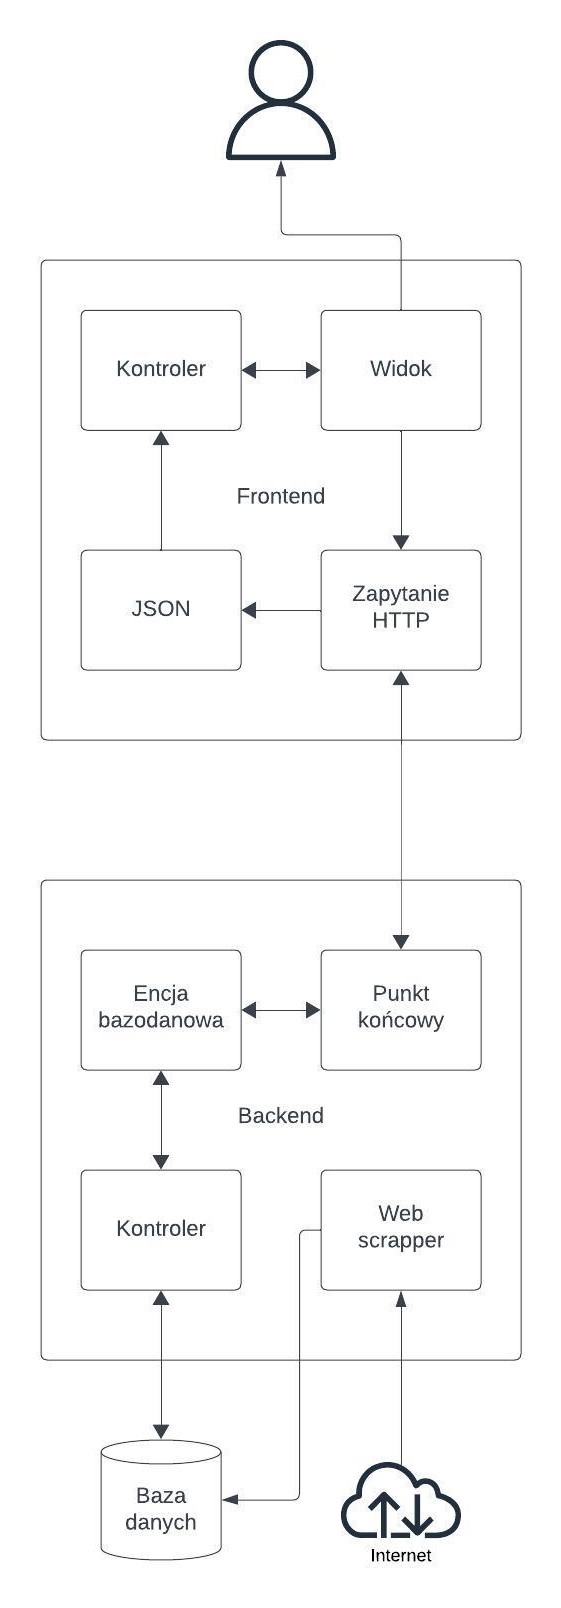 Kontroler
Widok
Frontend
JSON
Zapytanie
HTTP
Encja
bazodanowa
Punkt
końcowy
Backend
Kontroler
Web
scrapper
Baza
danych
Internet